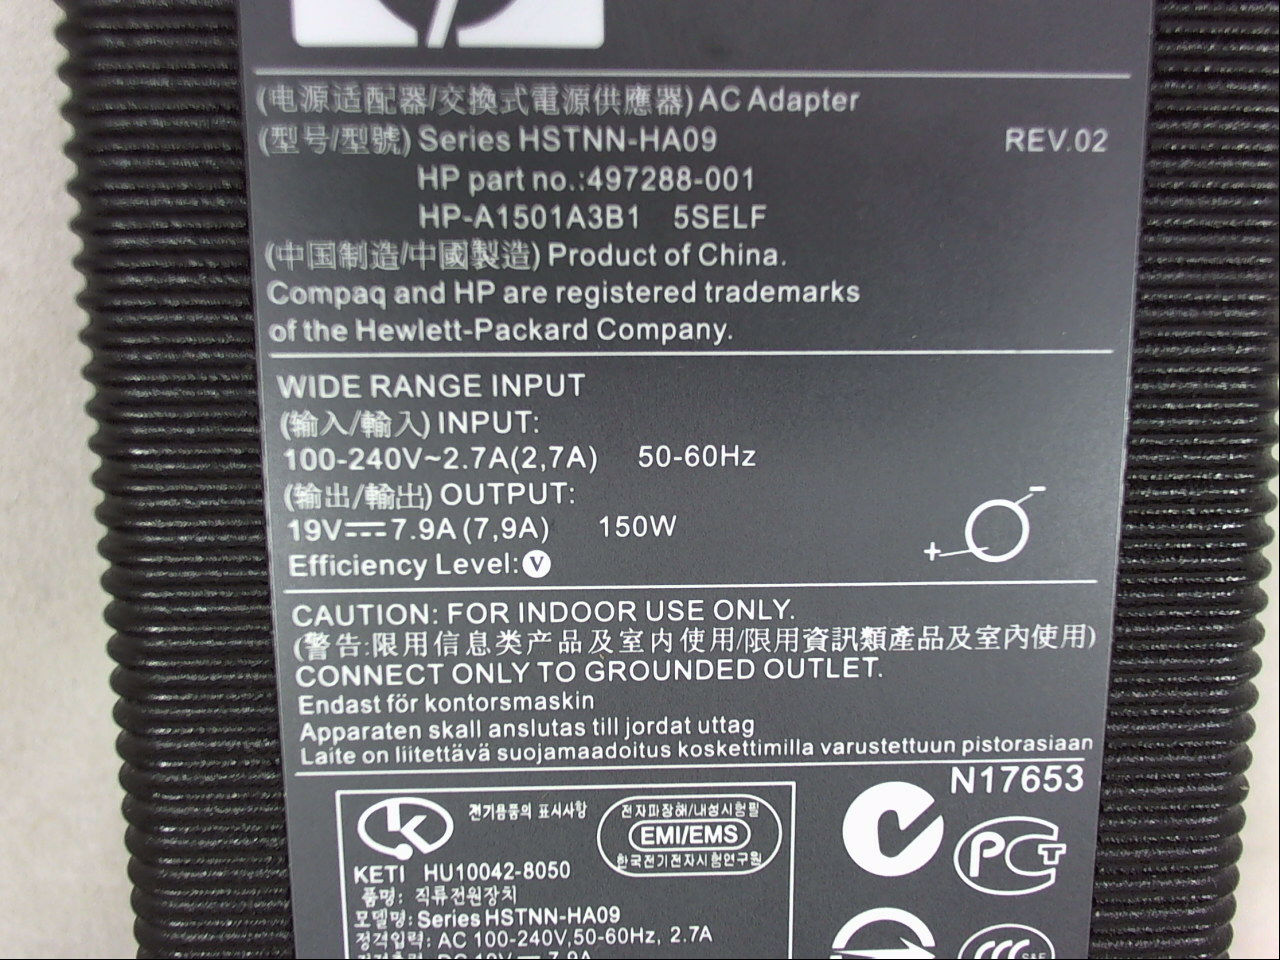 (电源适配器/交換式電源供應器) AC Adapter
(型号/型號) Series HSTNN-HA09 REV.02
HP part no.:497288-001
HP-A1501A3B1 5SELF
(中国制造/中國製造) Product of China.
Compaq and HP are registered trademarks
of the Hewlett-Packard Company.
WIDE RANGE INPUT
(输入/輸入) INPUT:
100-240V~2.7A(2,7A) 50-60Hz
(输出/輸出) OUTPUT:
19V⎓7.9A(7,9A) 150W
Efficiency Level:Ⓥ
- +
CAUTION: FOR INDOOR USE ONLY.
(警告:限用信息类产品及室内使用/限用資訊類產品及室內使用)
CONNECT ONLY TO GROUNDED OUTLET.
Endast för kontorsmaskin
Apparaten skall anslutas till jordat uttag
Laite on liitettävä suojamaadoitus koskettimilla varustettuun pistorasiaan
N17653
전기용품의 표시사항
전자파장해/내성시험필
EMI/EMS
한국전기전자시험연구원
KETI HU10042-8050
품명: 직류전원장치
모델명: Series HSTNN-HA09
정격입력: AC 100-240V,50-60Hz, 2.7A
정격출력: DC 19V⎓7.9A
PCT
CCC S&E